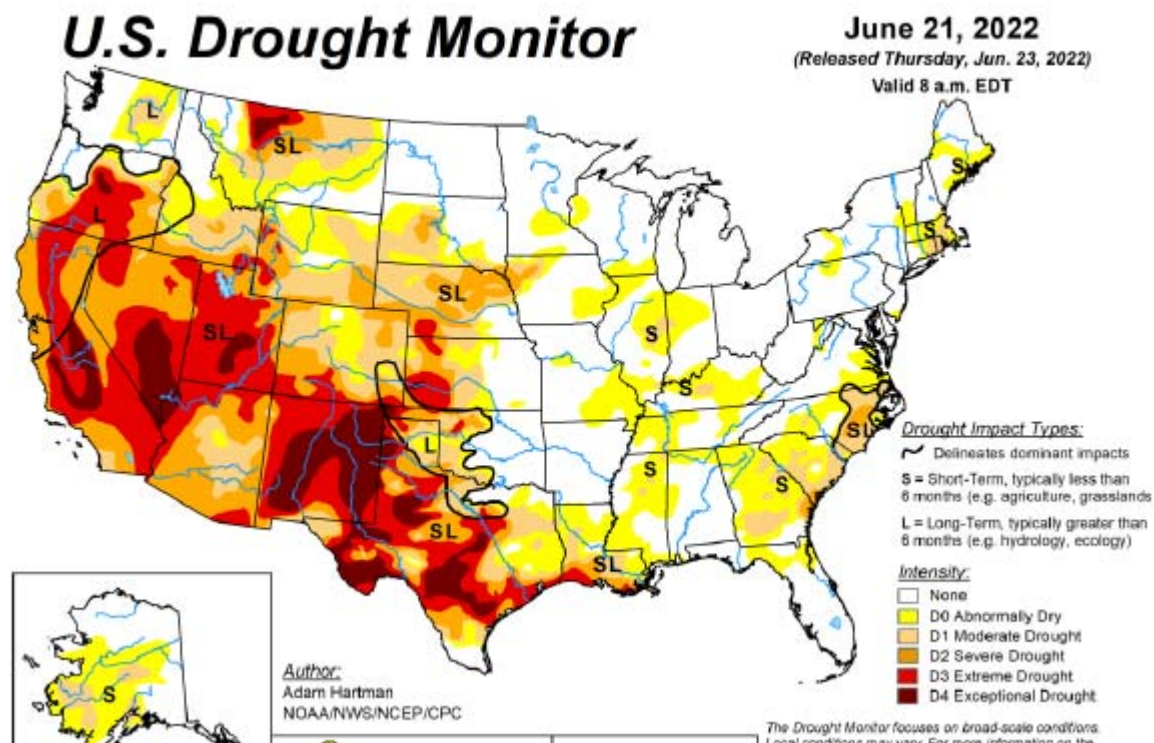 U.S. Drought Monitor
June 21, 2022
(Released Thursday, Jun. 23, 2022)
Valid 8 a.m. EDT
L
SL
S
L
S
SL
SL
S
S
L
SL
S
S
SL
SL
Drought Impact Types:
Delineates dominant impacts
S = Short-Term, typically less than
6 months (e.g. agriculture, grasslands
L = Long-Term, typically greater than
6 months (e.g. hydrology, ecology)
Intensity:
None
D0 Abnormally Dry
D1 Moderate Drought
D2 Severe Drought
D3 Extreme Drought
D4 Exceptional Drought
S
Author:
Adam Hartman
NOAA/NWS/NCEP/CPC
The Drought Monitor focuses on broad-scale conditions.
Local conditions may vary. For more information on the